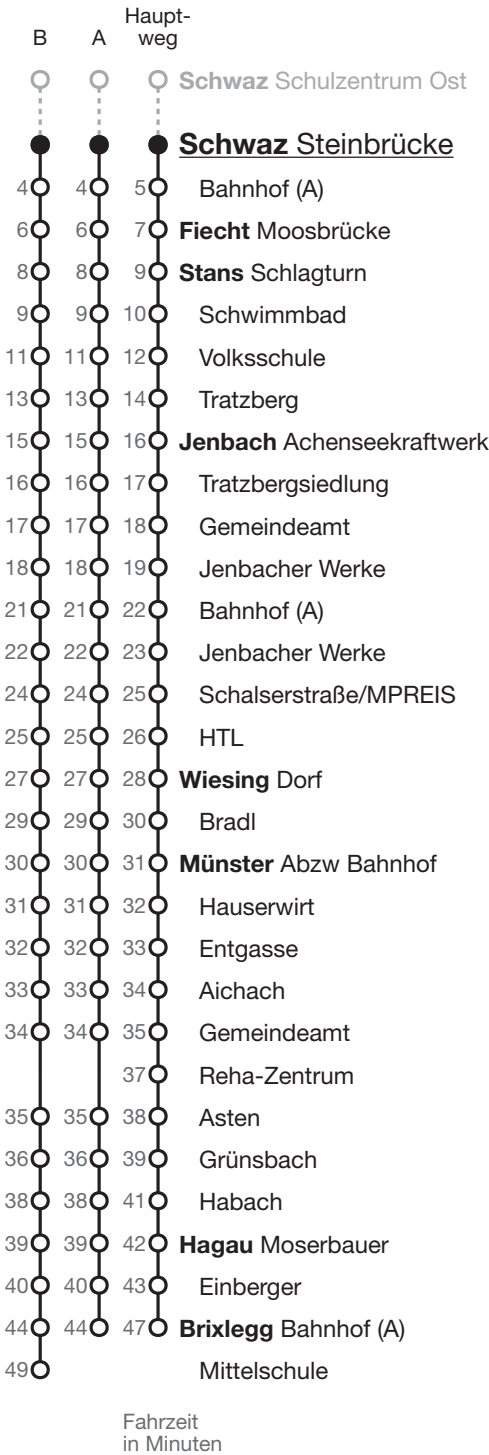 Haupt-
B A weg
Schwaz Schulzentrum Ost
Schwaz Steinbrücke
4 4 5 Bahnhof (A)
6 6 7 Fiecht Moosbrücke
8 8 9 Stans Schlagturn
9 9 10 Schwimmbad
11 11 12 Volksschule
13 13 14 Tratzberg
15 15 16 Jenbach Achenseekraftwerk
16 16 17 Tratzbergsiedlung
17 17 18 Gemeindeamt
18 18 19 Jenbacher Werke
21 21 22 Bahnhof (A)
22 22 23 Jenbacher Werke
24 24 25 Schalserstraße/MPREIS
25 25 26 HTL
27 27 28 Wiesing Dorf
29 29 30 Bradl
30 30 31 Münster Abzw Bahnhof
31 31 32 Hauserwirt
32 32 33 Entgasse
33 33 34 Aichach
34 34 35 Gemeindeamt
37 Reha-Zentrum
35 35 38 Asten
36 36 39 Grünsbach
38 38 41 Habach
39 39 42 Hagau Moserbauer
40 40 43 Einberger
44 44 47 Brixlegg Bahnhof (A)
49 Mittelschule
Fahrzeit
in Minuten